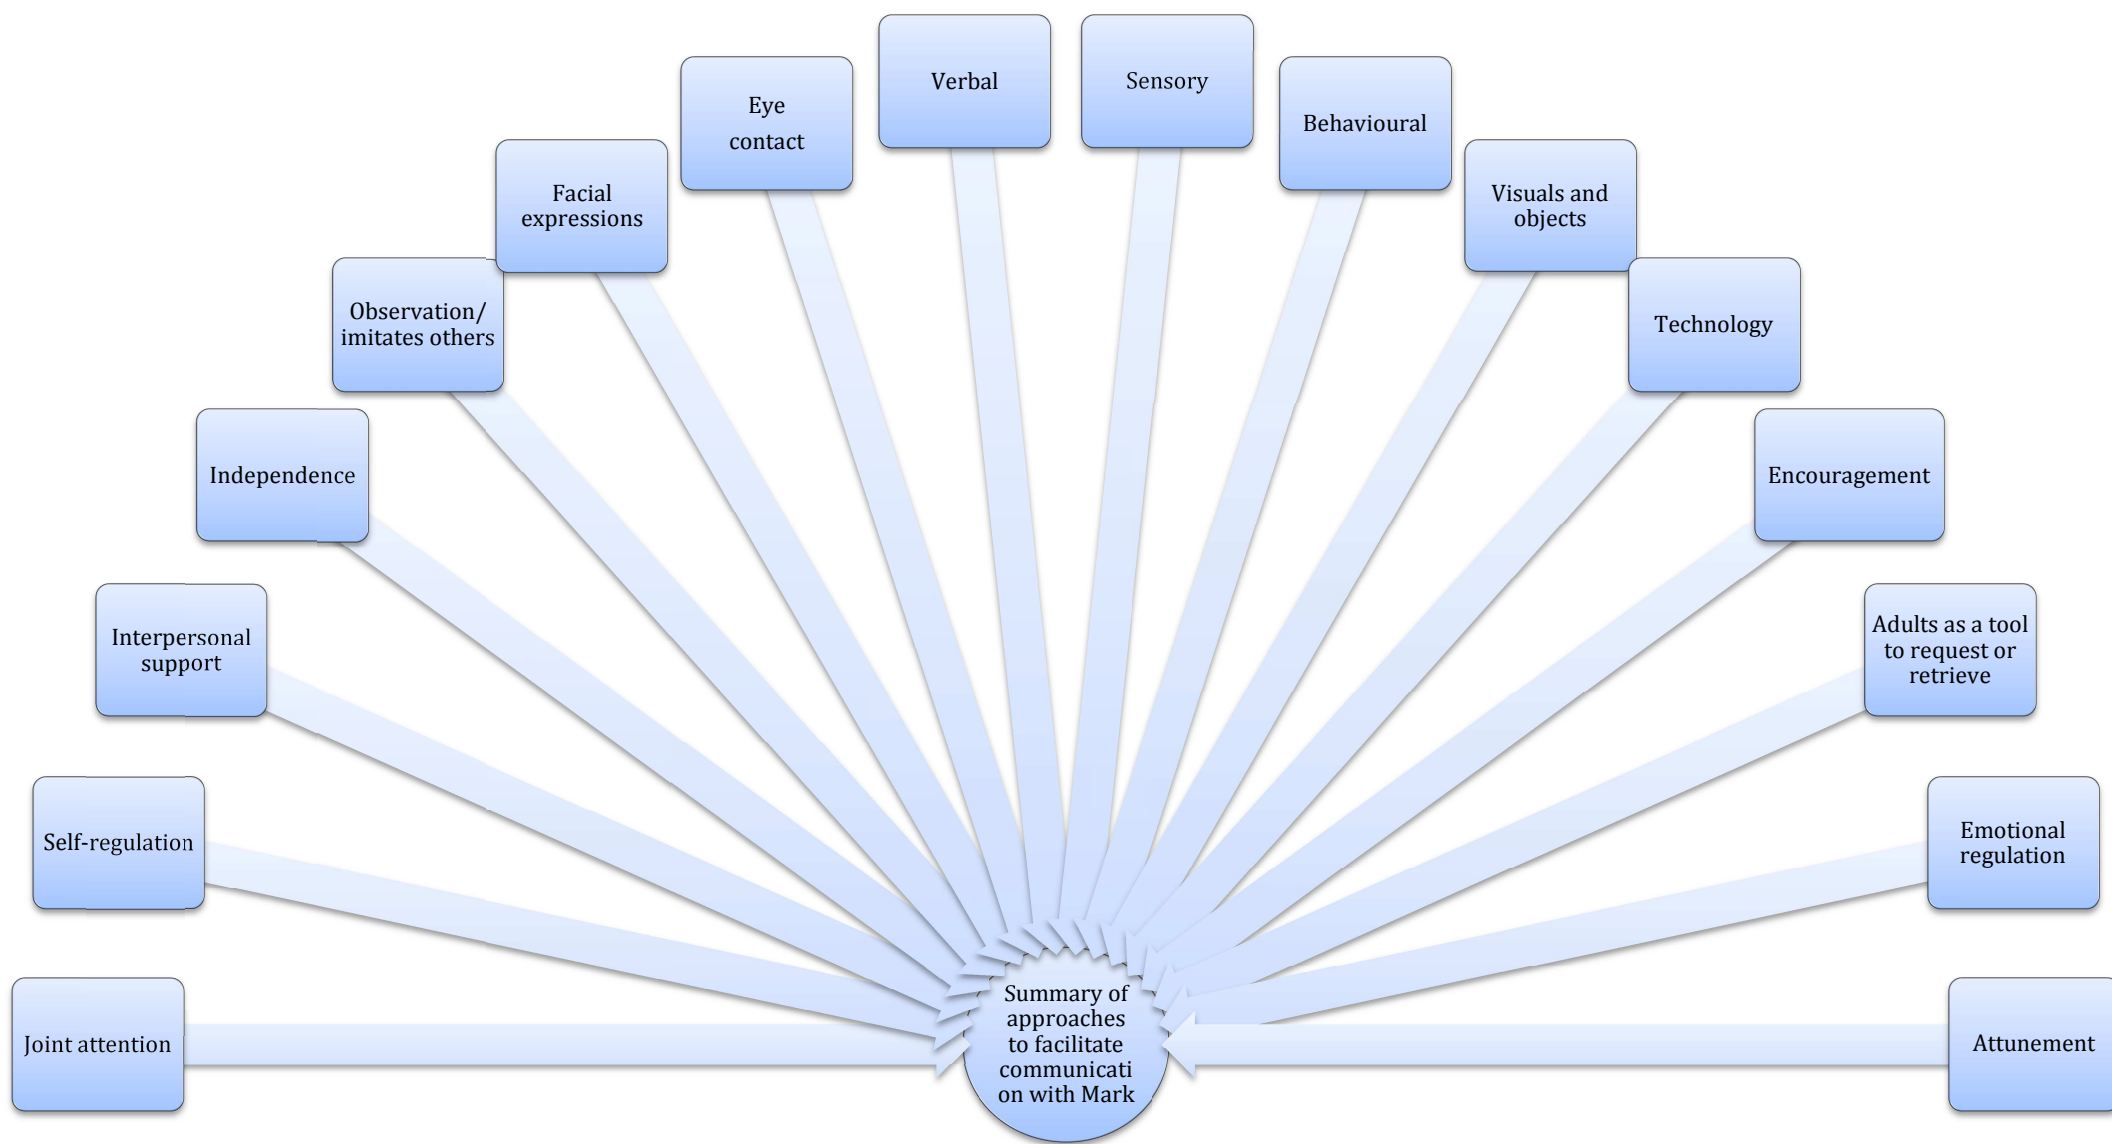 Joint attention
Self-regulation
Interpersonal
support
Independence
Observation/
imitates others
Facial
expressions
Eye
contact
Verbal
Sensory
Behavioural
Visuals and
objects
Technology
Encouragement
Adults as a tool
to request or
retrieve
Emotional
regulation
Attunement
Summary of
approaches
to facilitate
communicati
on with Mark